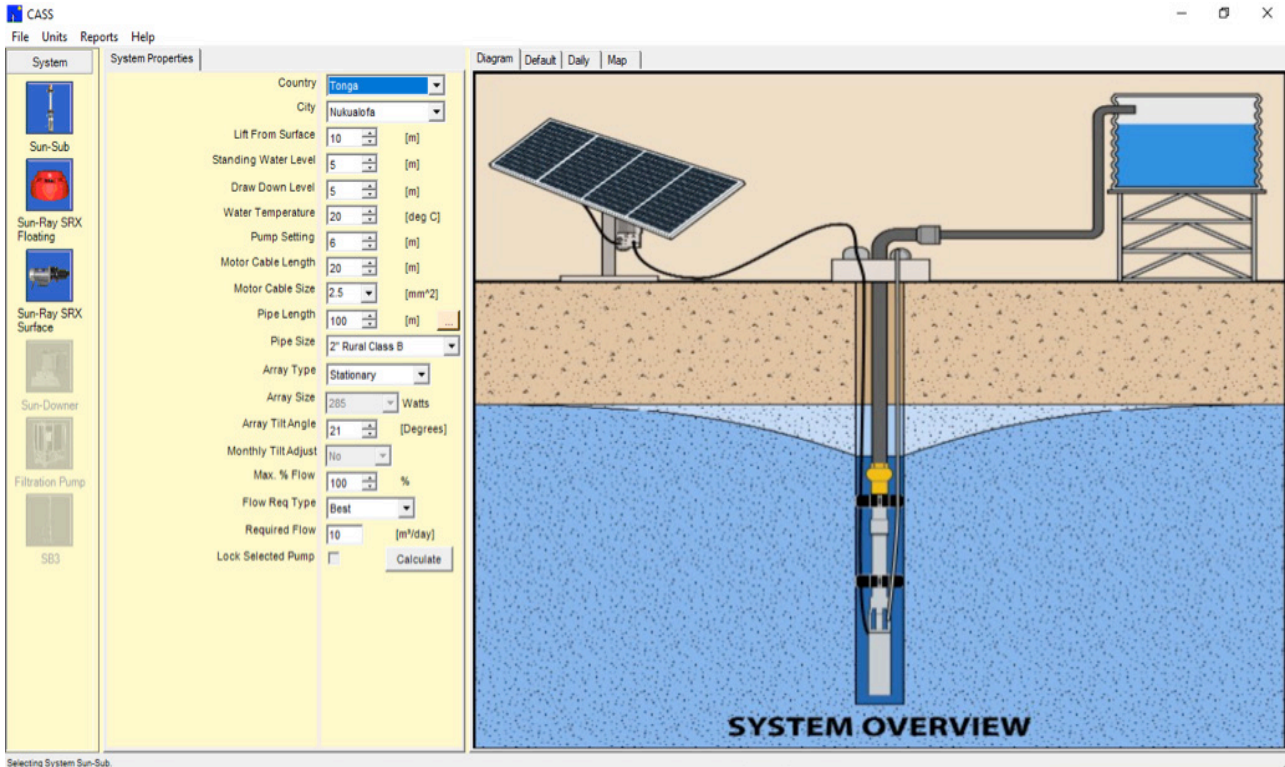 CASS
File Units Reports Help
System
Sun-Sub
Sun-Ray SRX
Floating
Sun-Ray SRX
Surface
Sun-Downer
Filtration Pump
SB3
System Properties
Country Tonga
City Nukualofa
Lift From Surface 10 [m]
Standing Water Level 5 [m]
Draw Down Level 5 [m]
Water Temperature 20 [deg C]
Pump Setting 6 [m]
Motor Cable Length 20 [m]
Motor Cable Size 2.5 [mm^2]
Pipe Length 100 [m] ...
Pipe Size 2" Rural Class B
Array Type Stationary
Array Size 285 Watts
Array Tilt Angle 21 [Degrees]
Monthly Tilt Adjust No
Max. % Flow 100 %
Flow Req Type Best
Required Flow 10 [m³/day]
Lock Selected Pump Calculate
Diagram Default Daily Map
SYSTEM OVERVIEW
Selecting System Sun-Sub.